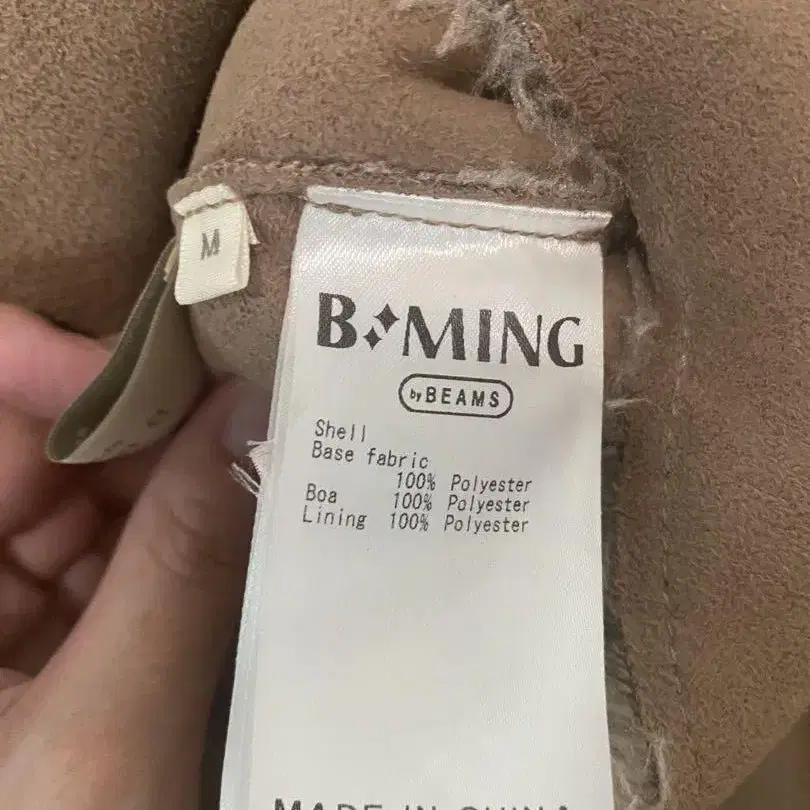 M
B MING
by BEAMS
Shell
Base fabric
100% Polyester
Boa 100% Polyester
Lining 100% Polyester
MADE IN CHINA